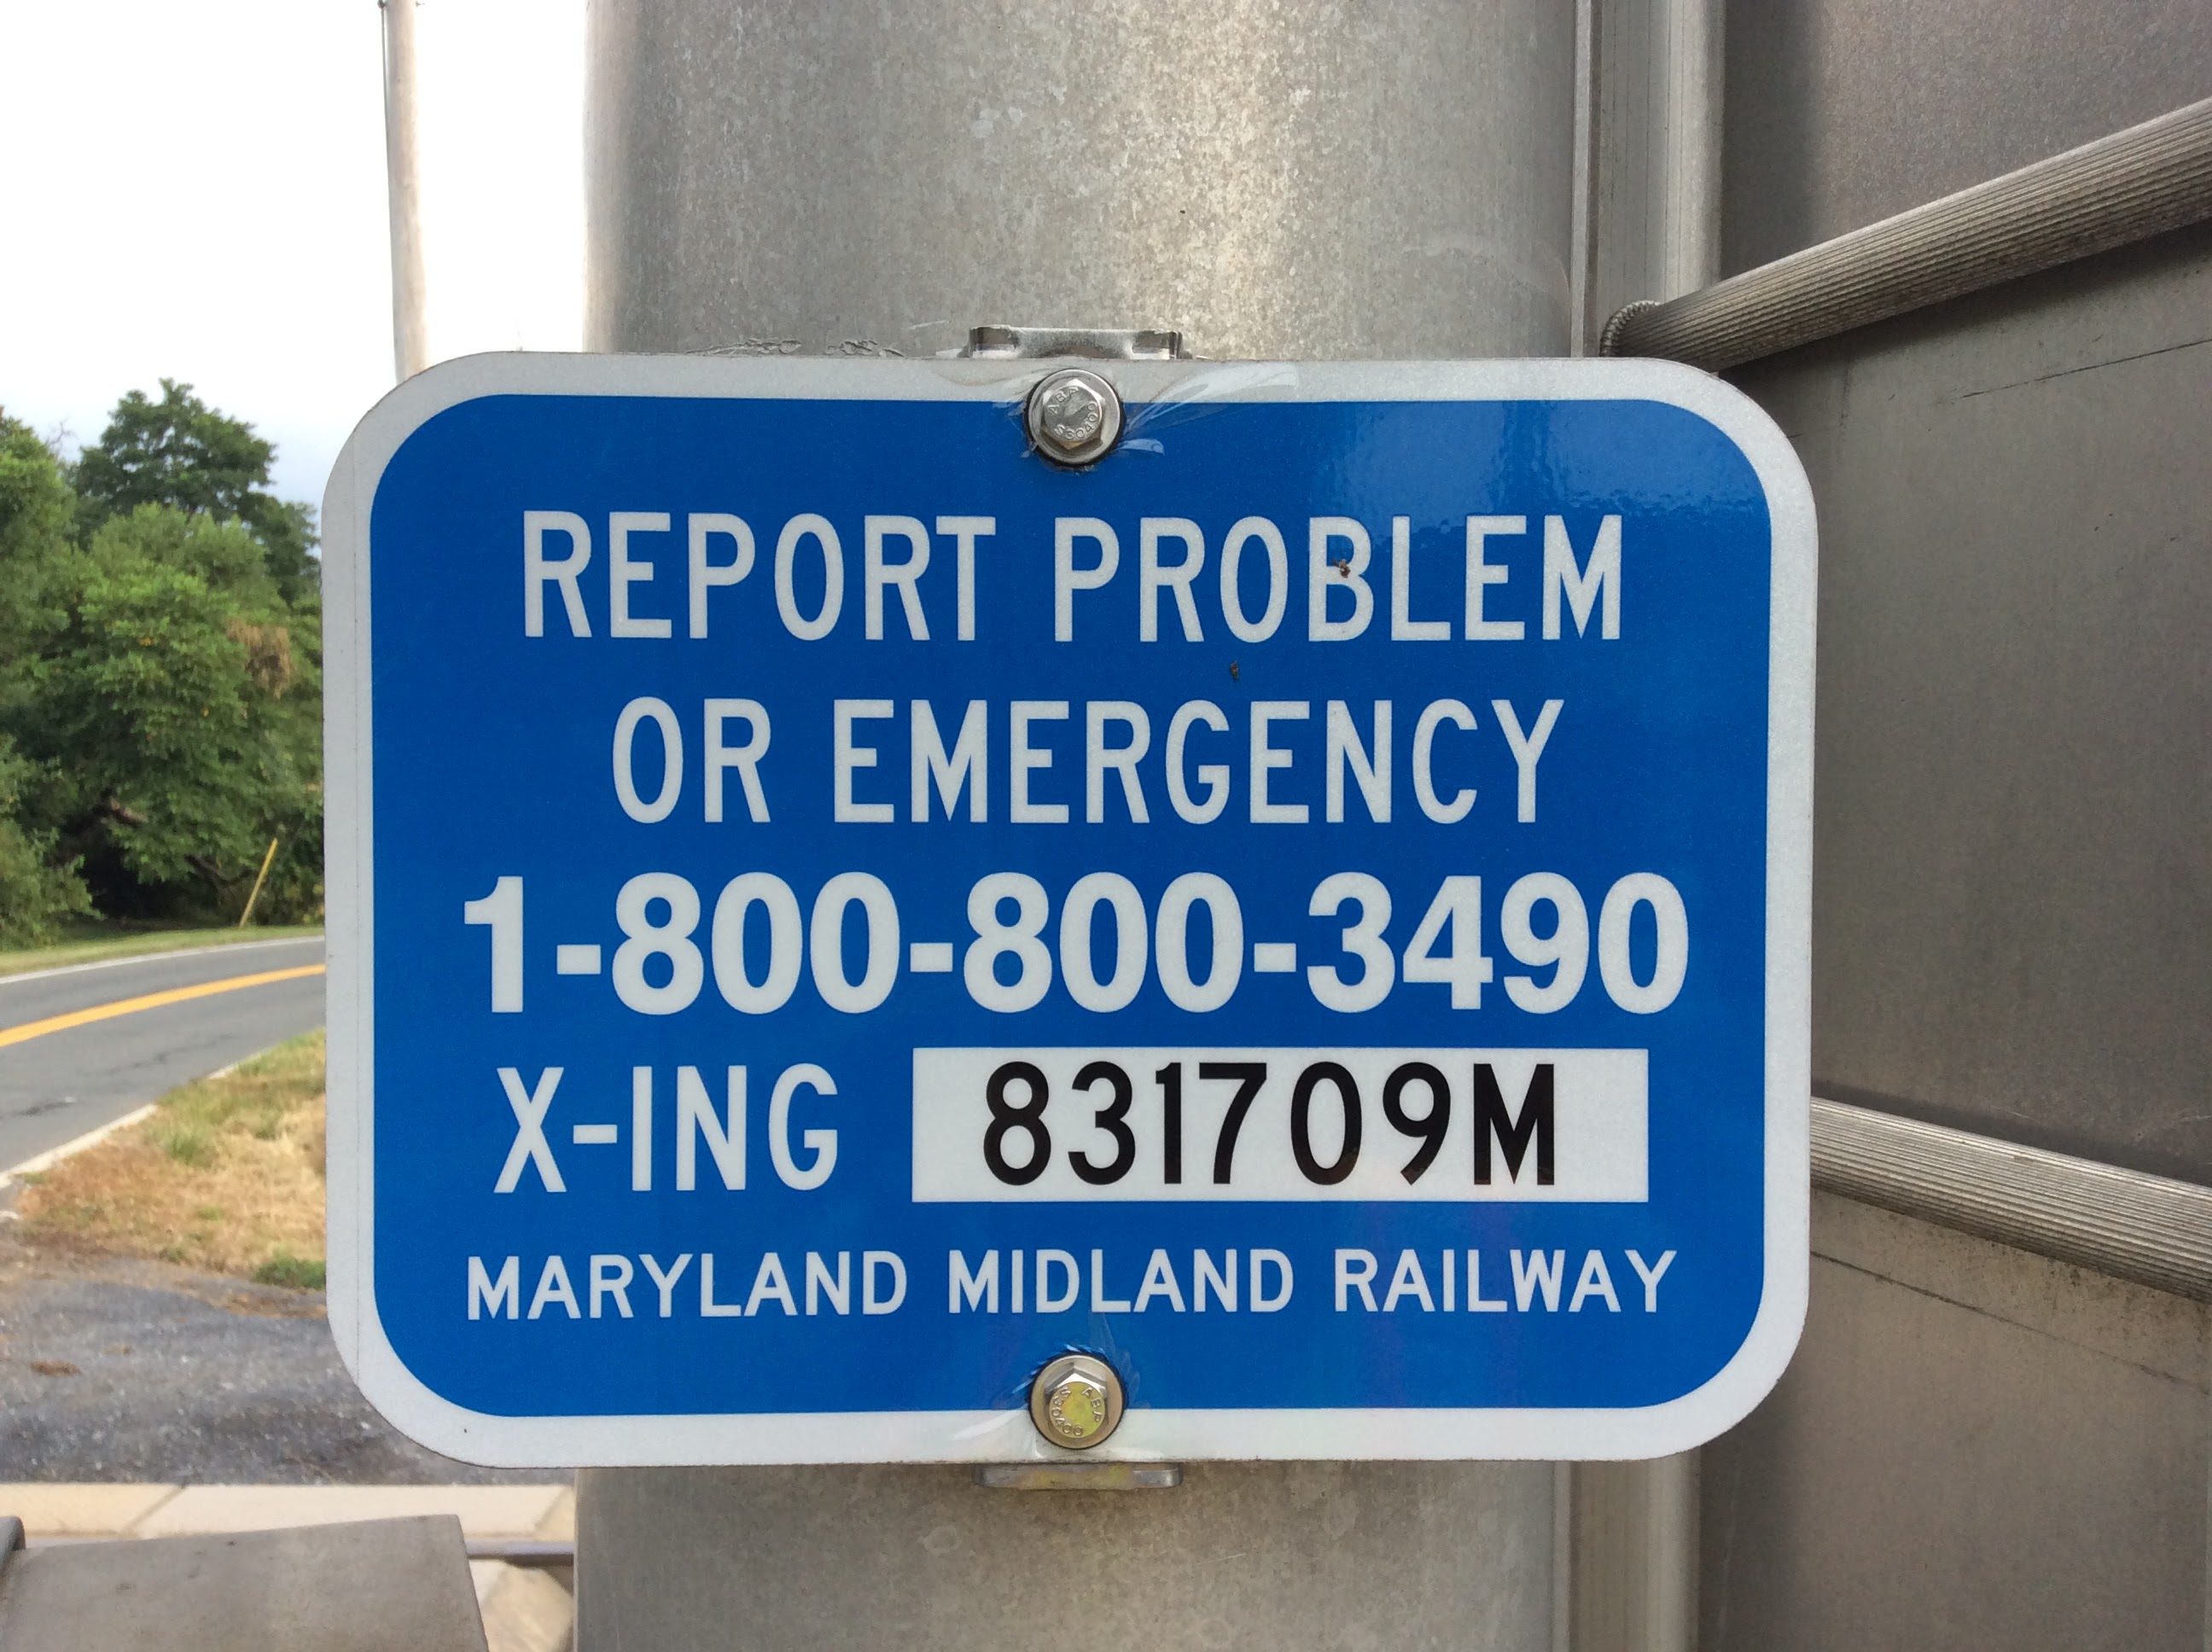 REPORT PROBLEM
OR EMERGENCY
1-800-800-3490
X-ING 831709M
MARYLAND MIDLAND RAILWAY